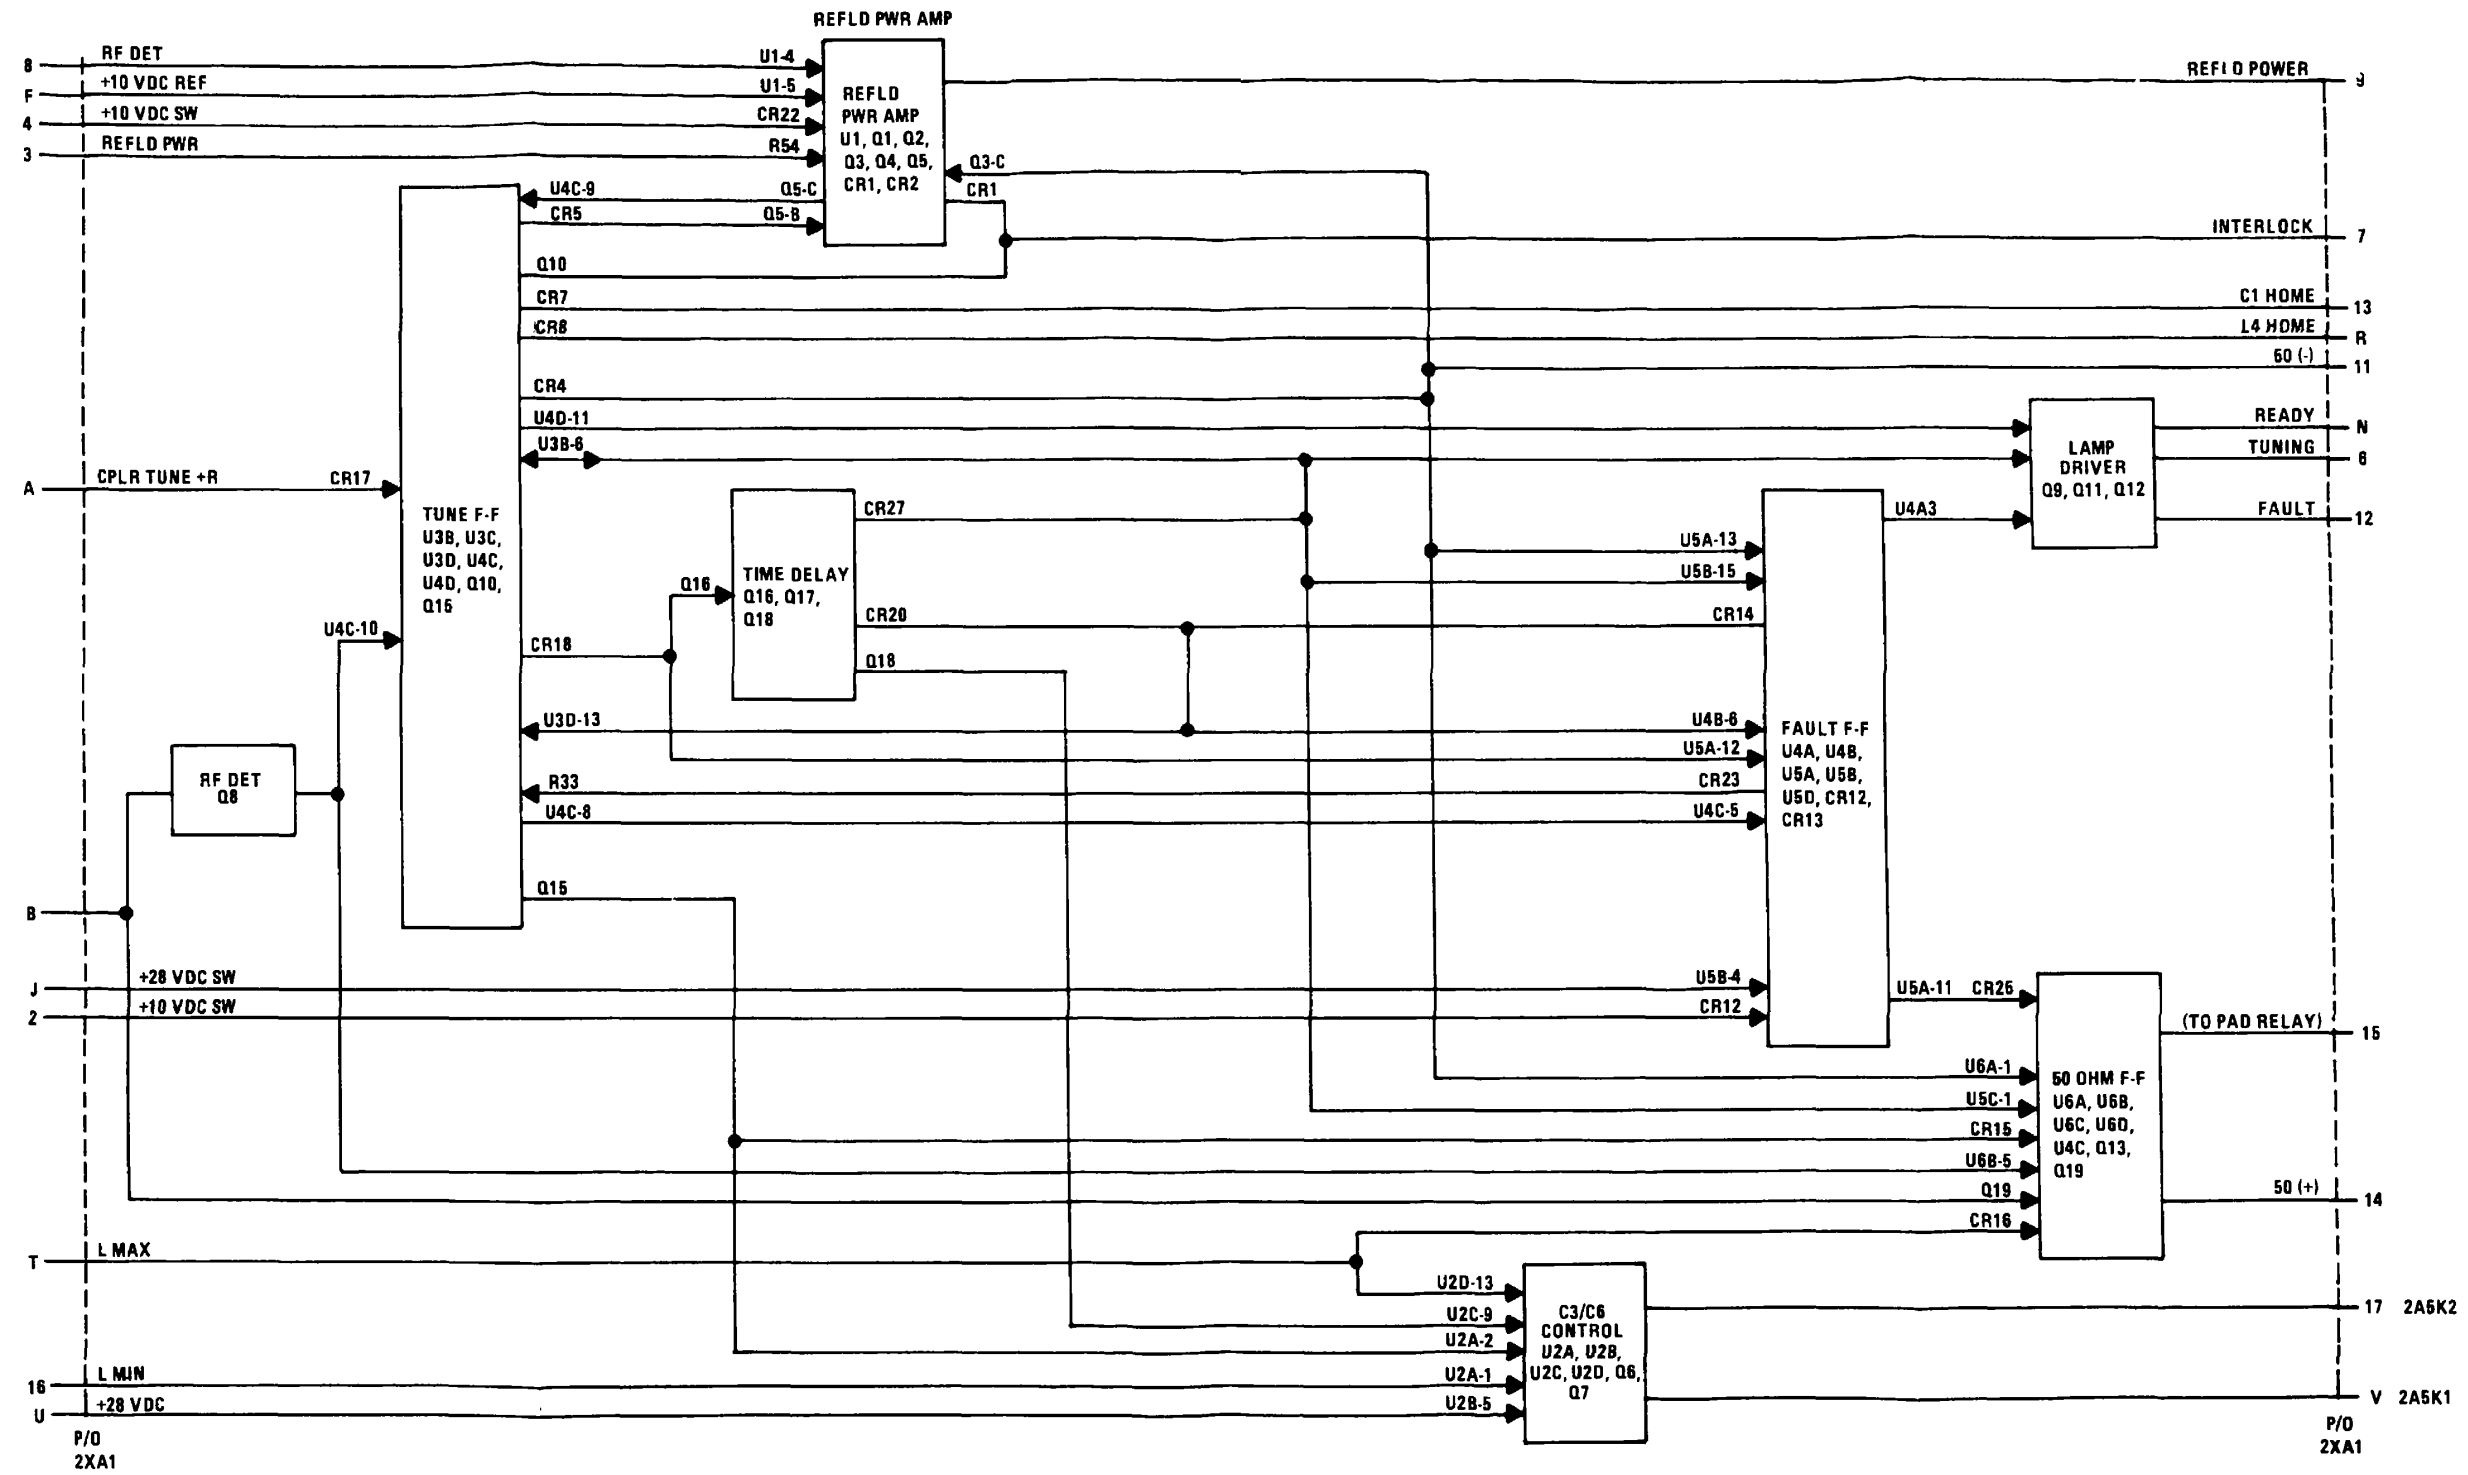 REFLD PWR AMP
8 RF DET U1-4
F +10 VDC REF U1-5
4 +10 VDC SW CR22
3 REFLD PWR R54
REFLD
PWR AMP
U1, Q1, Q2,
Q3, Q4, Q5,
CR1, CR2
REFLD POWER 9
Q3-C
CR1
U4C-9 Q5-C
CR5 Q5-B
INTERLOCK 7
Q10
CR7 C1 HOME 13
CR8 L4 HOME R
50 (-) 11
CR4
U4D-11
U3B-6
READY N
TUNING 6
FAULT 12
LAMP
DRIVER
Q9, Q11, Q12
A CPLR TUNE +R CR17
TUNE F-F
U3B, U3C,
U3D, U4C,
U4D, Q10,
Q15
U4C-10
CR27
Q16
TIME DELAY
Q16, Q17,
Q18
CR20
Q18
CR18
U4A3
U5A-13
U5B-15
CR14
U3D-13 U4B-6
U5A-12
R33 CR23
U4C-8 U4C-5
FAULT F-F
U4A, U4B,
U5A, U5B,
U5D, CR12,
CR13
RF DET
Q8
Q15
B
J +28 VDC SW U5B-4
2 +10 VDC SW CR12
U5A-11 CR26
(TO PAD RELAY) 15
U6A-1
U5C-1
CR15
U6B-5
Q19
CR16
50 OHM F-F
U6A, U6B,
U6C, U6D,
U4C, Q13,
Q19
50 (+) 14
T L MAX
U2D-13
U2C-9
U2A-2
16 L MIN U2A-1
U +28 VDC U2B-5
C3/C6
CONTROL
U2A, U2B,
U2C, U2D, Q6,
Q7
17 2A5K2
V 2A5K1
P/O
2XA1
P/O
2XA1